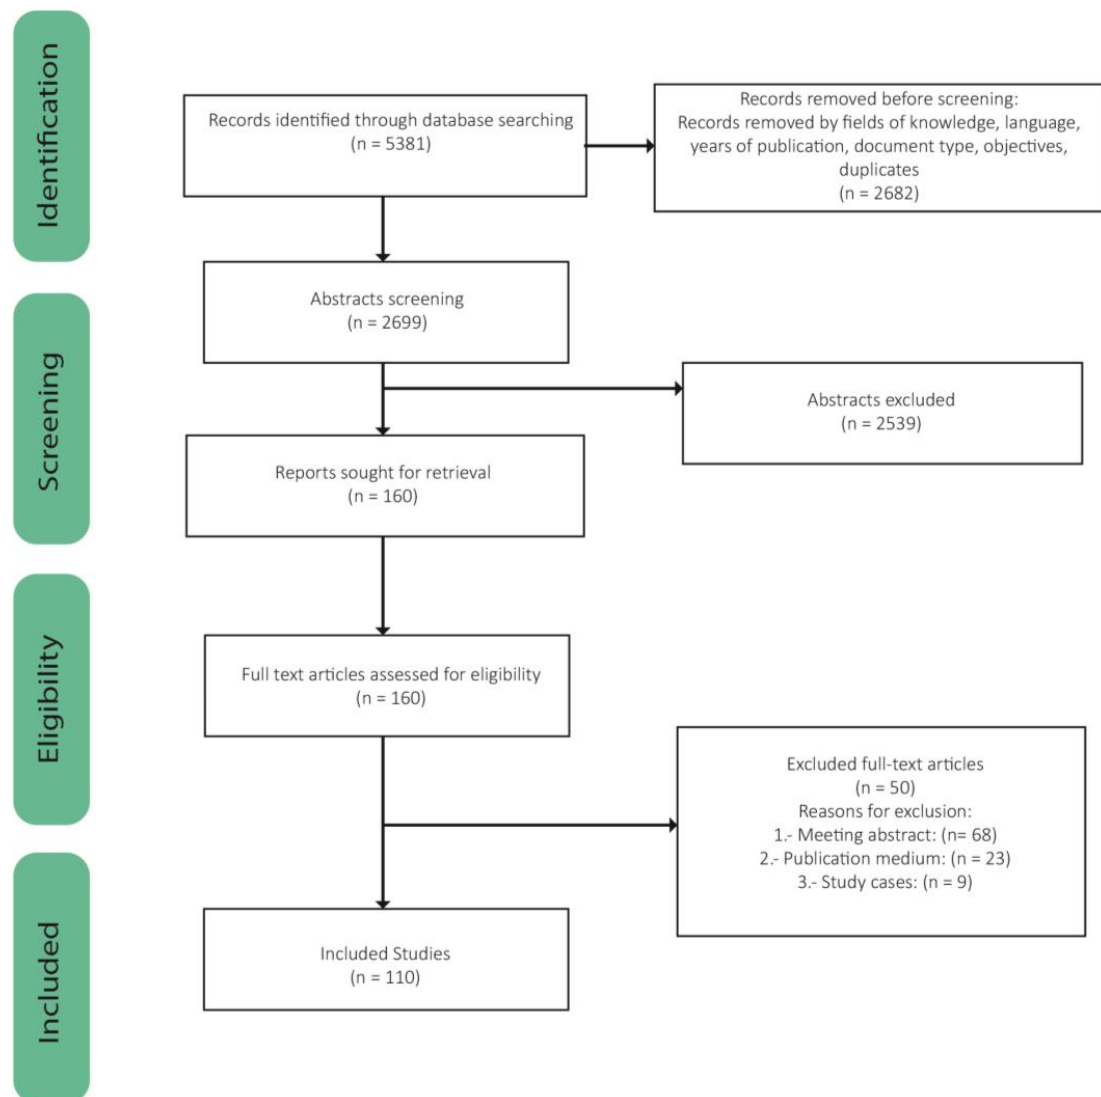 Identification
Records identified through database searching
(n = 5381)
Records removed before screening:
Records removed by fields of knowledge, language,
years of publication, document type, objectives,
duplicates
(n = 2682)
Screening
Abstracts screening
(n = 2699)
Abstracts excluded
(n = 2539)
Reports sought for retrieval
(n = 160)
Eligibility
Full text articles assessed for eligibility
(n = 160)
Excluded full-text articles
(n = 50)
Reasons for exclusion:
1.- Meeting abstract: (n= 68)
2.- Publication medium: (n = 23)
3.- Study cases: (n = 9)
Included
Included Studies
(n = 110)